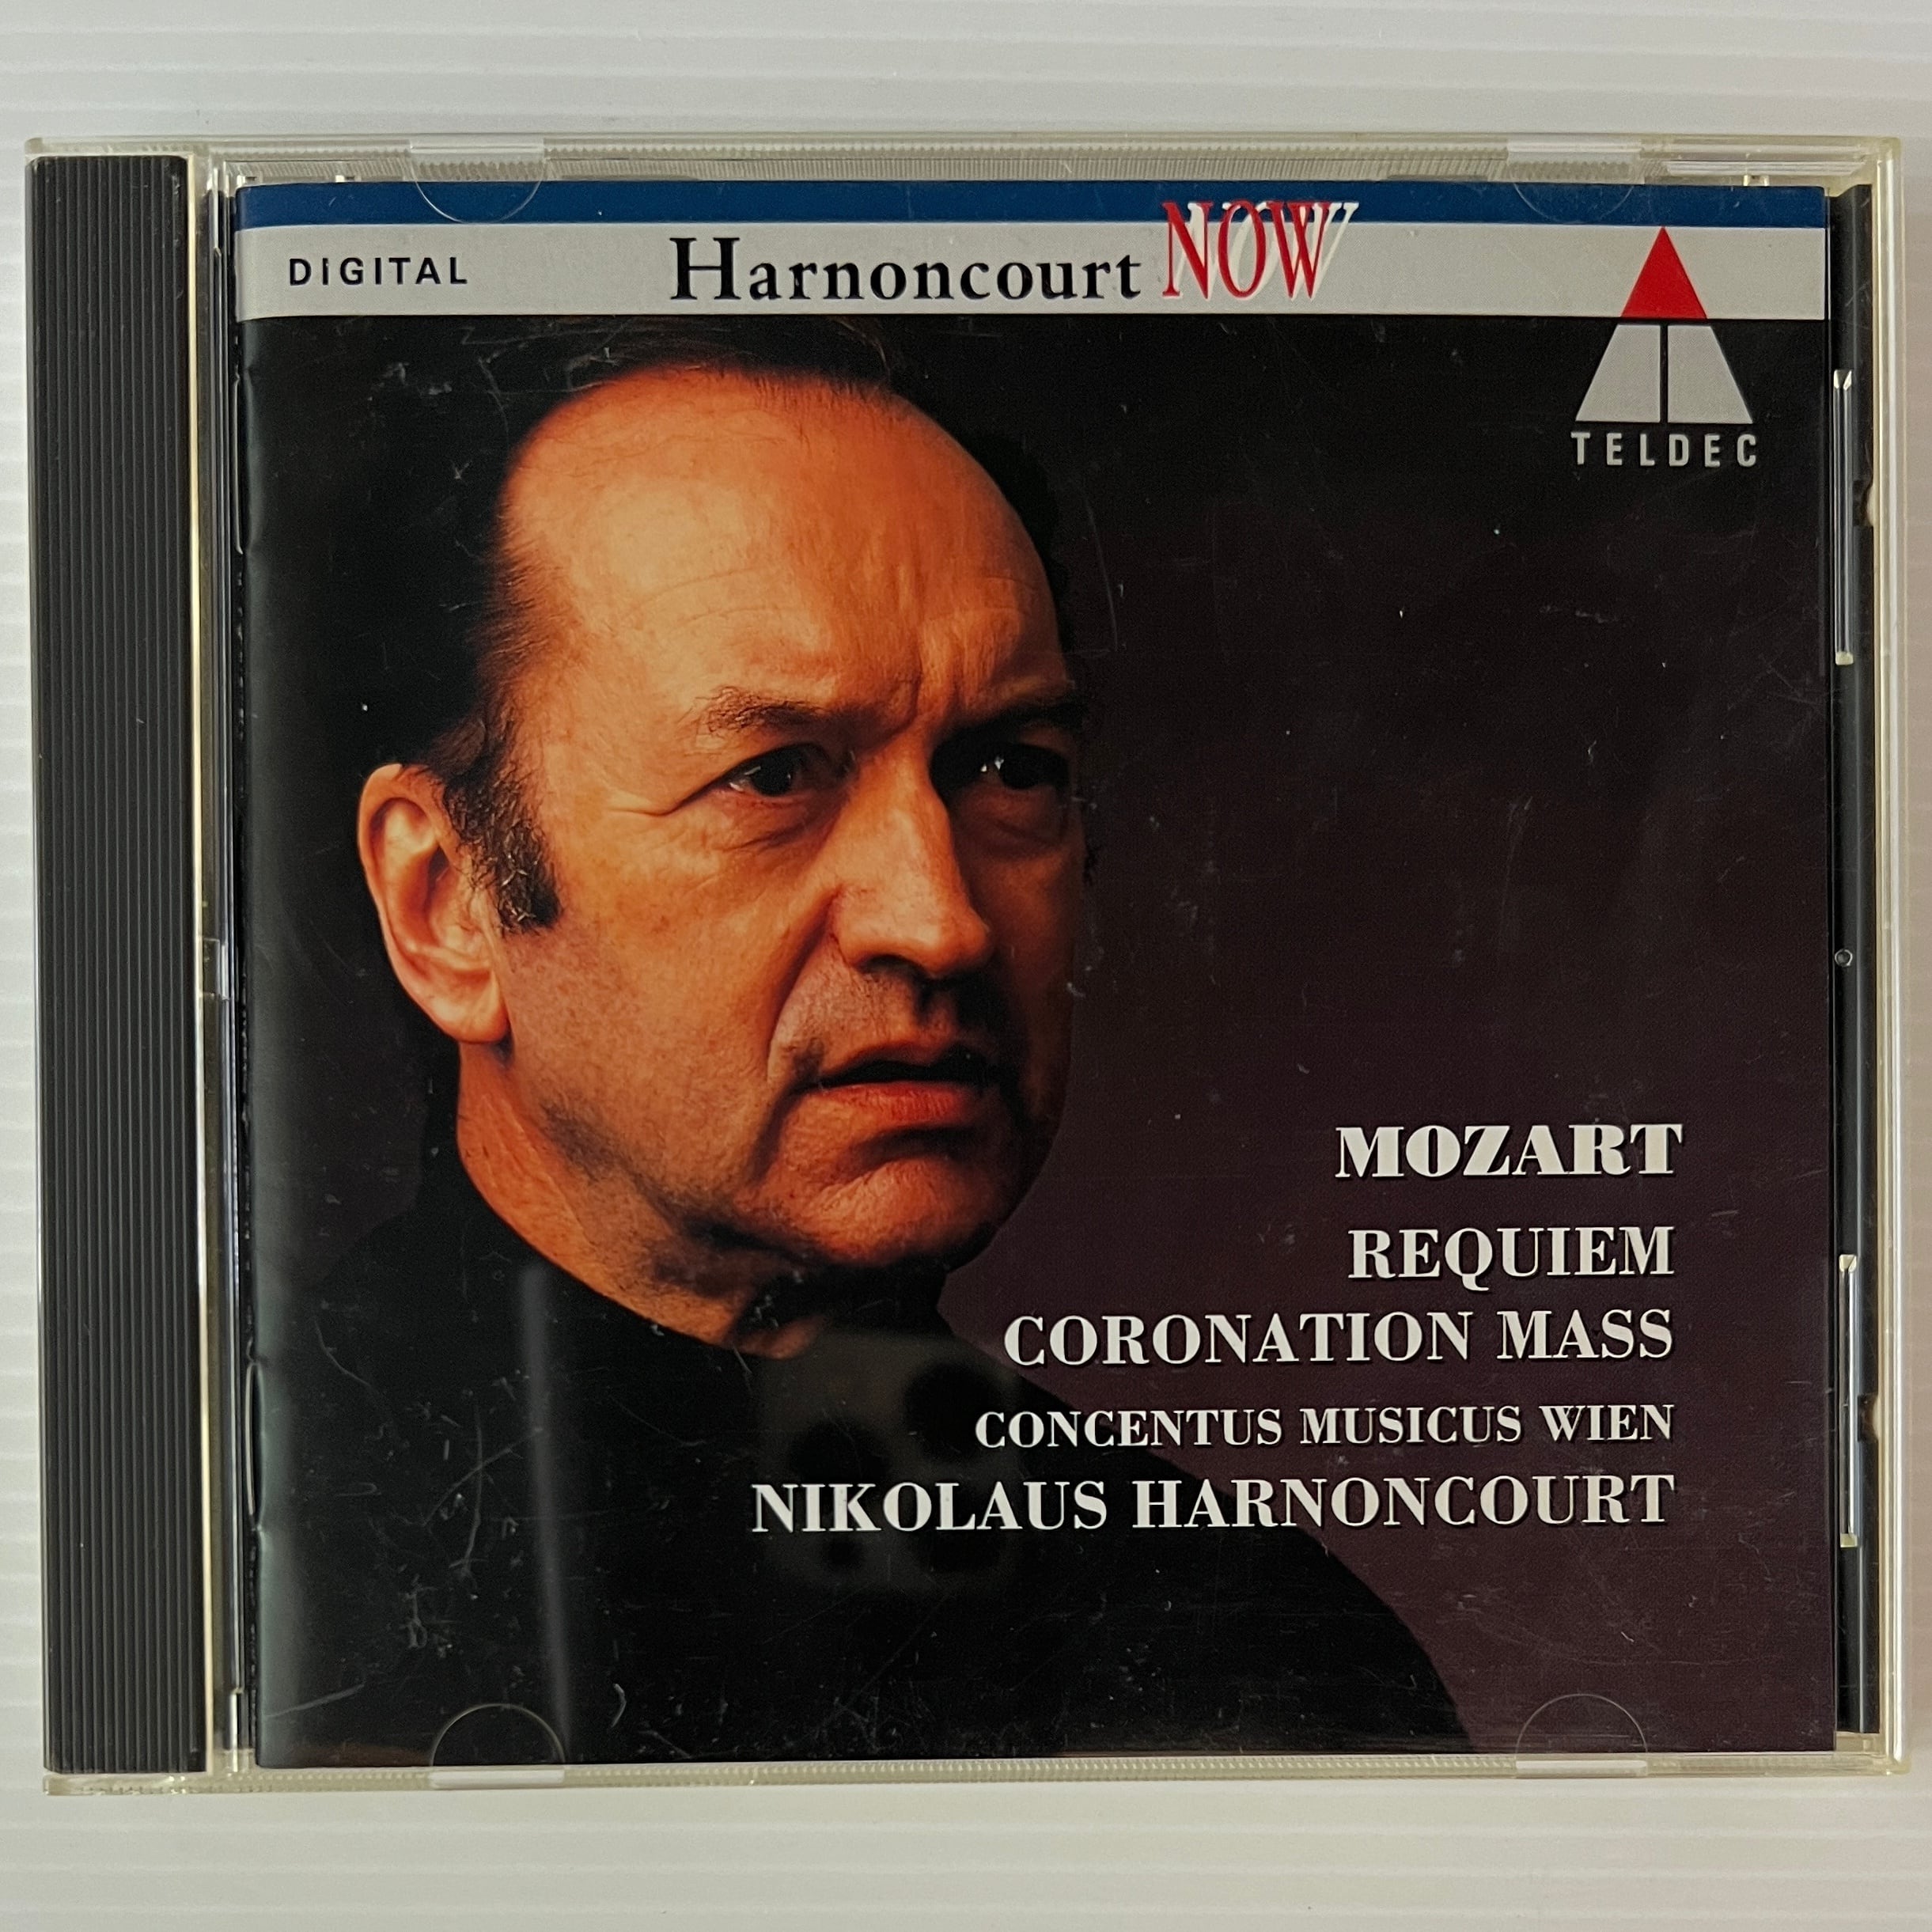 DIGITAL
Harnoncourt NOW
TELDEC
MOZART
REQUIEM
CORONATION MASS
CONCENTUS MUSICUS WIEN
NIKOLAUS HARNONCOURT